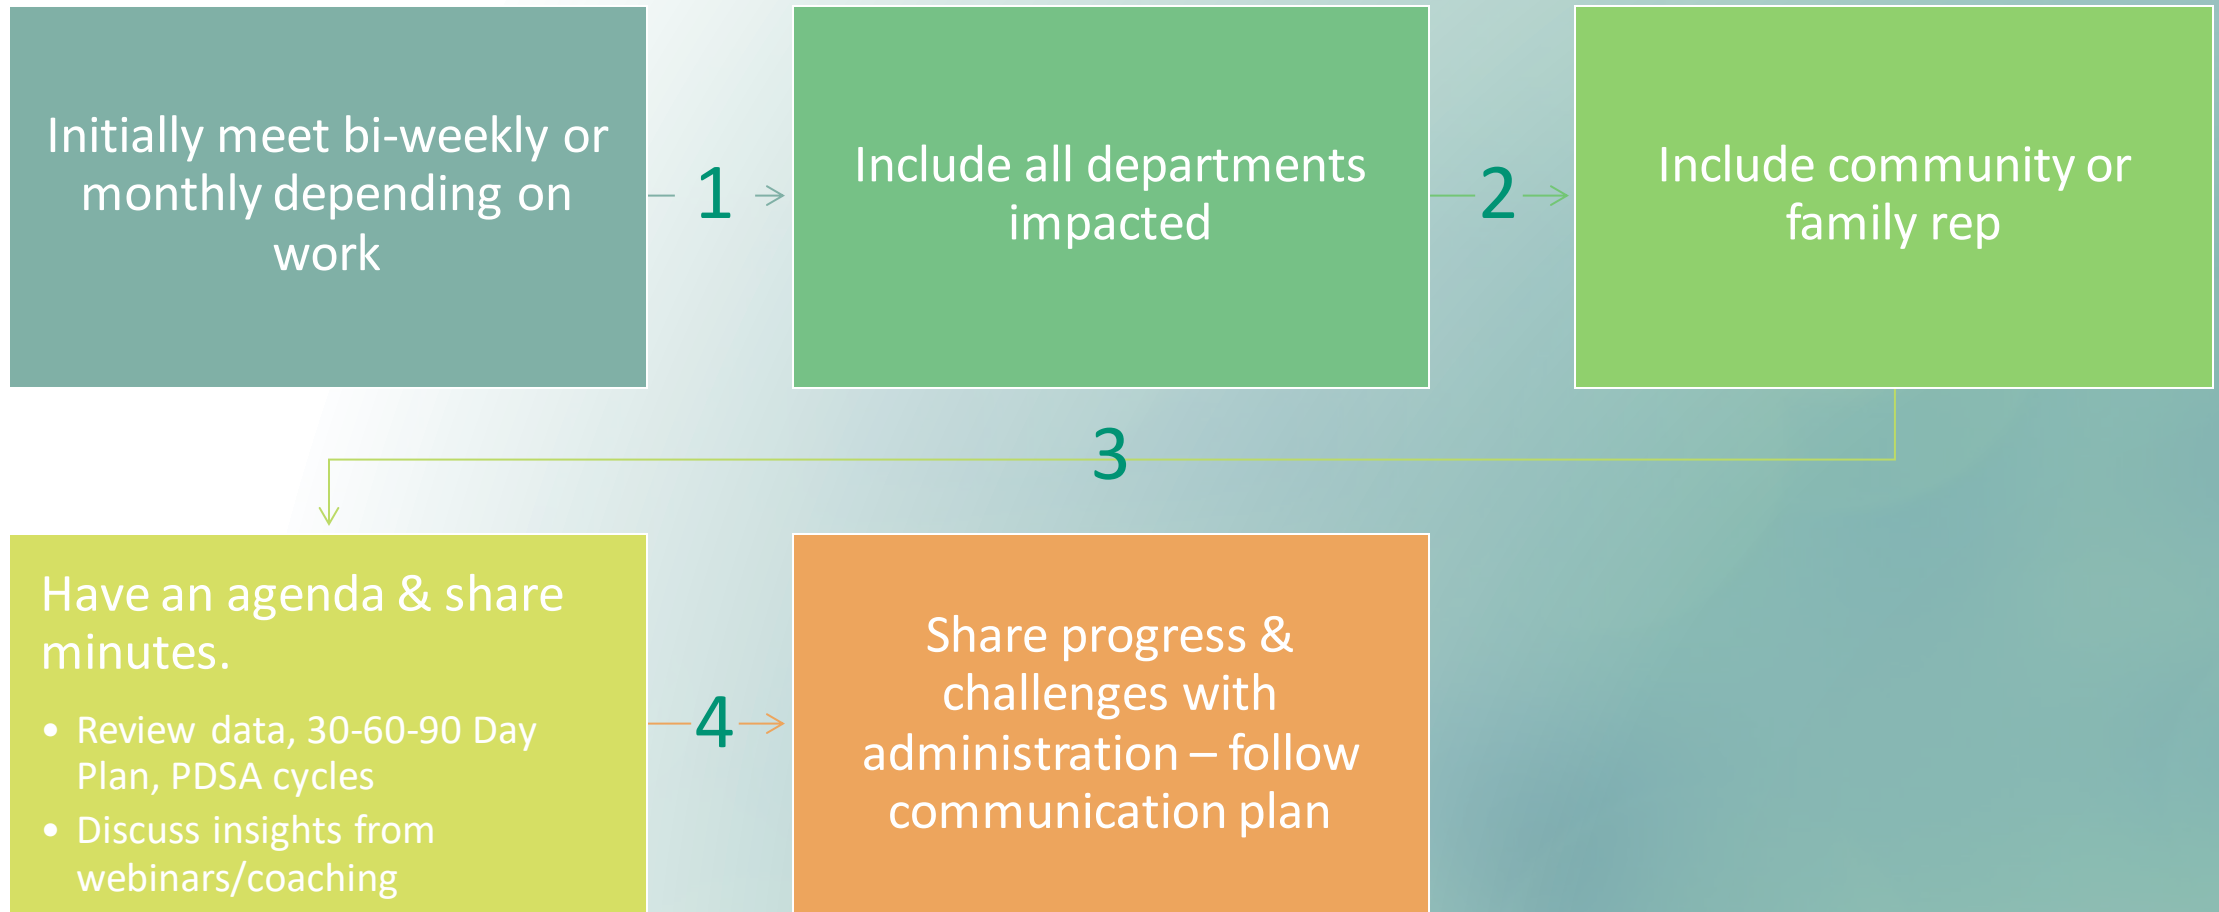 Initially meet bi-weekly or
monthly depending on
work
1
Include all departments
impacted
2
Include community or
family rep
3
Have an agenda & share
minutes.
• Review data, 30-60-90 Day
Plan, PDSA cycles
• Discuss insights from
webinars/coaching
4
Share progress &
challenges with
administration – follow
communication plan